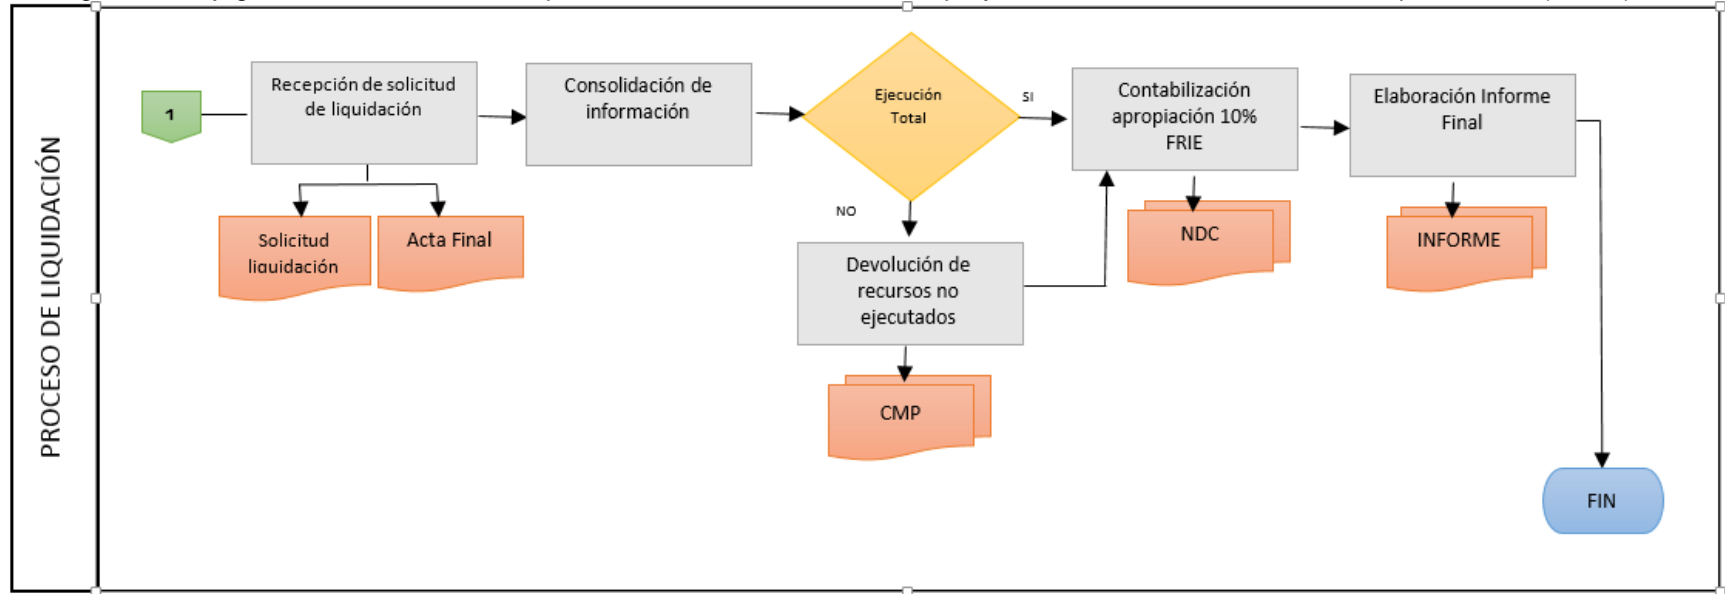 PROCESO DE LIQUIDACIÓN
1
Recepción de solicitud
de liquidación
Consolidación de
información
Ejecución
Total
SI
Contabilización
apropiación 10%
FRIE
Elaboración Informe
Final
NO
Solicitud
liquidación
Acta Final
NDC
INFORME
Devolución de
recursos no
ejecutados
CMP
FIN